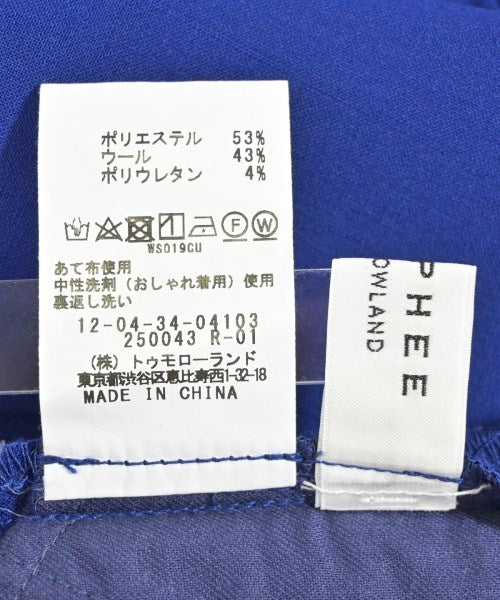 ポリエステル 53%
ウール 43%
ポリウレタン 4%
F W
WS019CU
あて布使用
中性洗剤（おしゃれ着用）使用
裏返し洗い
12-04-34-04103
250043 R-01
(株) トゥモローランド
東京都渋谷区恵比寿西1-32-18
MADE IN CHINA
PHEE
OWLAND